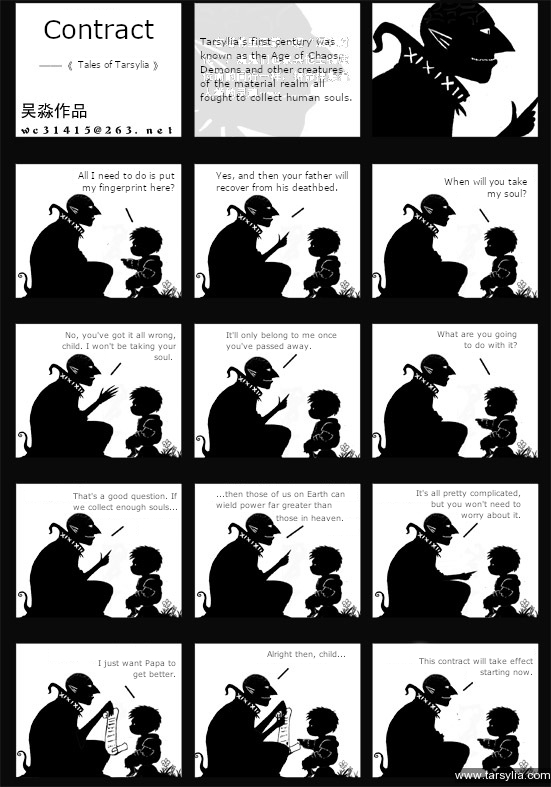 Contract
—— 《 Tales of Tarsylia 》
吴淼作品
wc31415@263.net
Tarsylia's first century was
known as the Age of Chaos.
Demons and other creatures
of the material realm all
fought to collect human souls.
All I need to do is put
my fingerprint here?
Yes, and then your father will
recover from his deathbed.
When will you take
my soul?
No, you've got it all wrong,
child. I won't be taking your
soul.
It'll only belong to me once
you've passed away.
What are you going
to do with it?
That's a good question. If
we collect enough souls...
...then those of us on Earth can
wield power far greater than
those in heaven.
It's all pretty complicated,
but you won't need to
worry about it.
I just want Papa to
get better.
Alright then, child...
This contract will take effect
starting now.
www.tarsylia.com